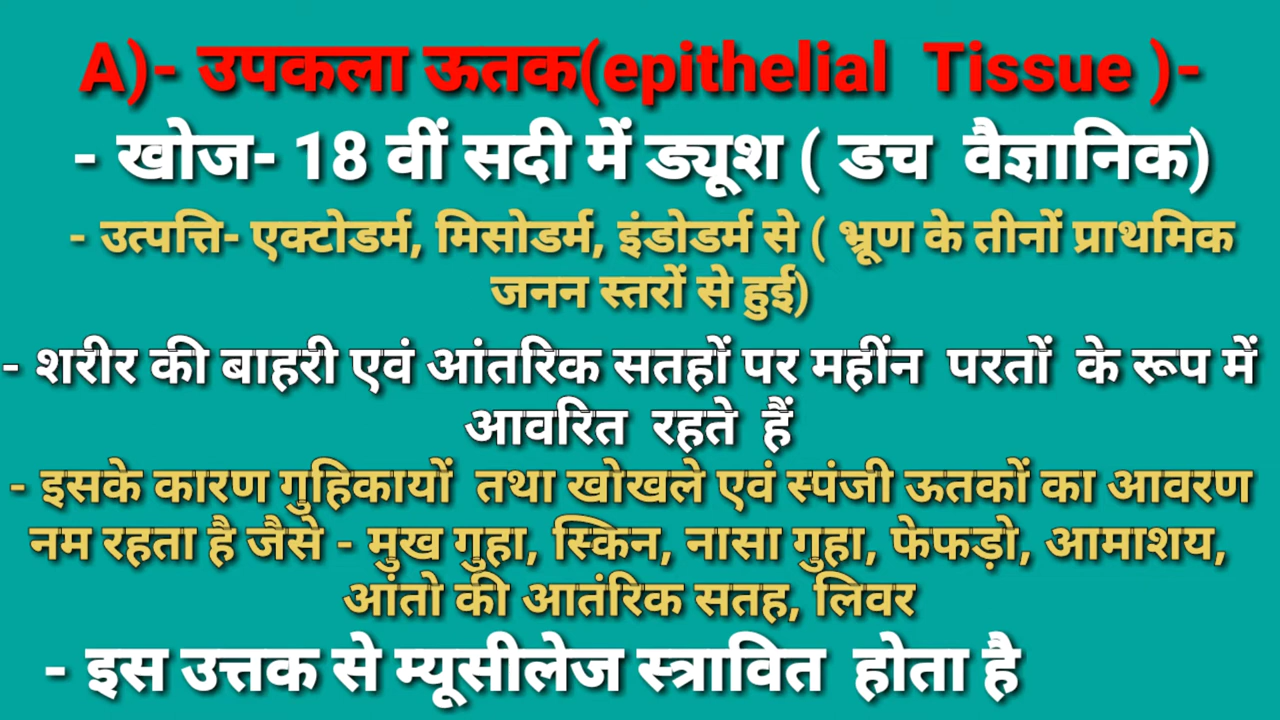 A)- उपकला ऊतक(epithelial Tissue )-
- खोज- 18 वीं सदी में ड्यूश ( डच वैज्ञानिक)
- उत्पत्ति- एक्टोडर्म, मिसोडर्म, इंडोडर्म से ( भ्रूण के तीनों प्राथमिक
जनन स्तरों से हुई)
- शरीर की बाहरी एवं आंतरिक सतहों पर महींन परतों के रूप में
आवरित रहते हैं
- इसके कारण गुहिकायों तथा खोखले एवं स्पंजी ऊतकों का आवरण
नम रहता है जैसे - मुख गुहा, स्किन, नासा गुहा, फेफड़ो, आमाशय,
आंतो की आतंरिक सतह, लिवर
- इस उत्तक से म्यूसीलेज स्त्रावित होता है